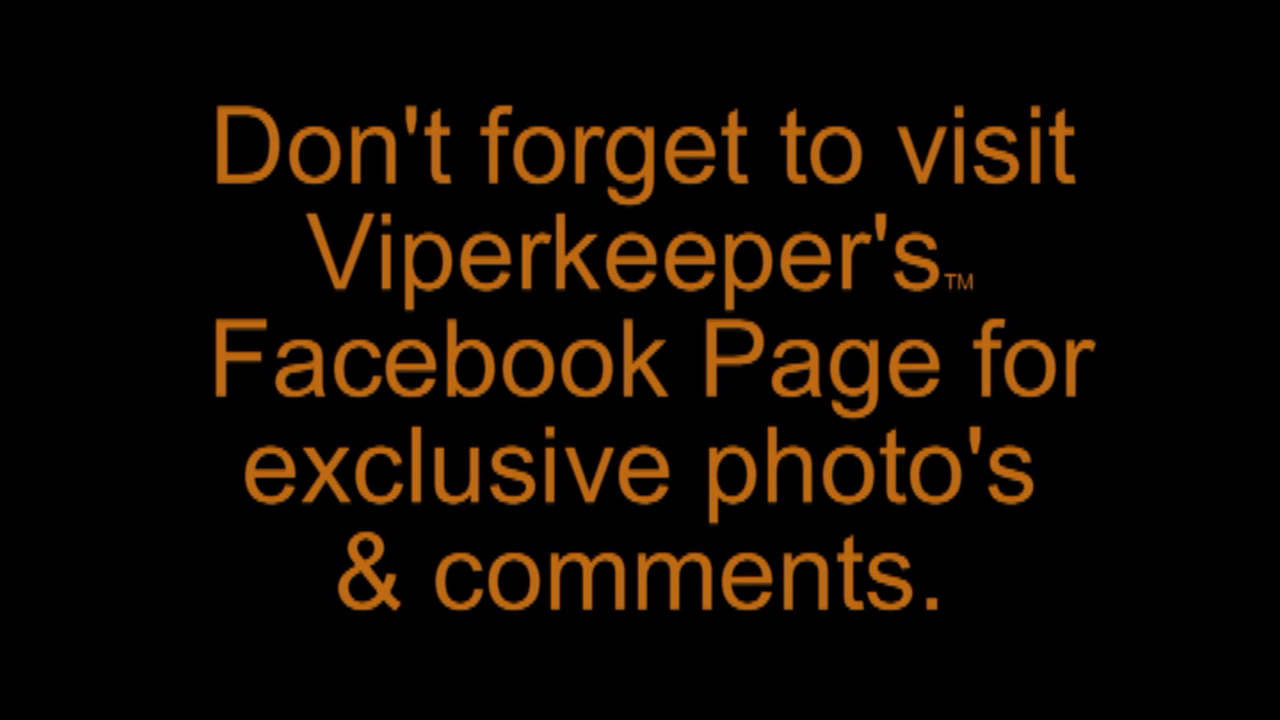 Don't forget to visit
Viperkeeper's™
Facebook Page for
exclusive photo's
& comments.